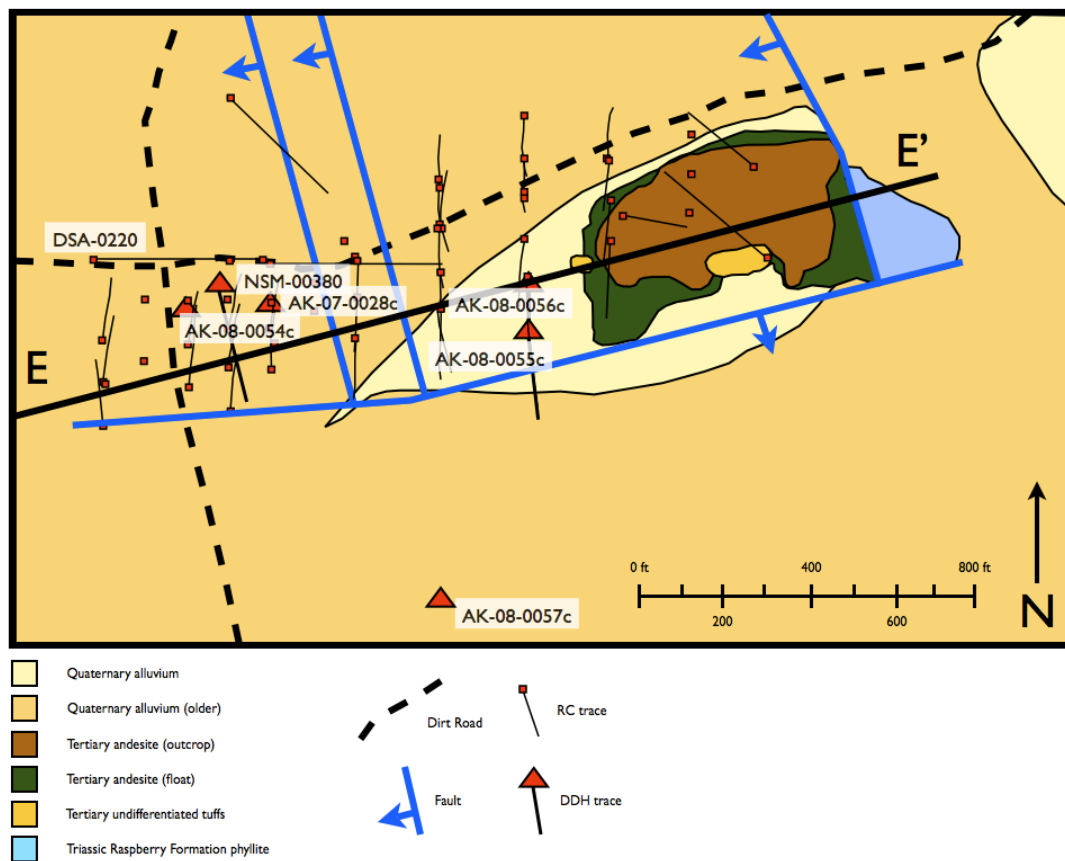 E'
DSA-0220
NSM-00380
AK-07-0028c
AK-08-0056c
AK-08-0054c
AK-08-0055c
E
0 ft
400
800 ft
200
600
N
AK-08-0057c
Quaternary alluvium
Quaternary alluvium (older)
Tertiary andesite (outcrop)
Tertiary andesite (float)
Tertiary undifferentiated tuffs
Triassic Raspberry Formation phyllite
Dirt Road
RC trace
Fault
DDH trace